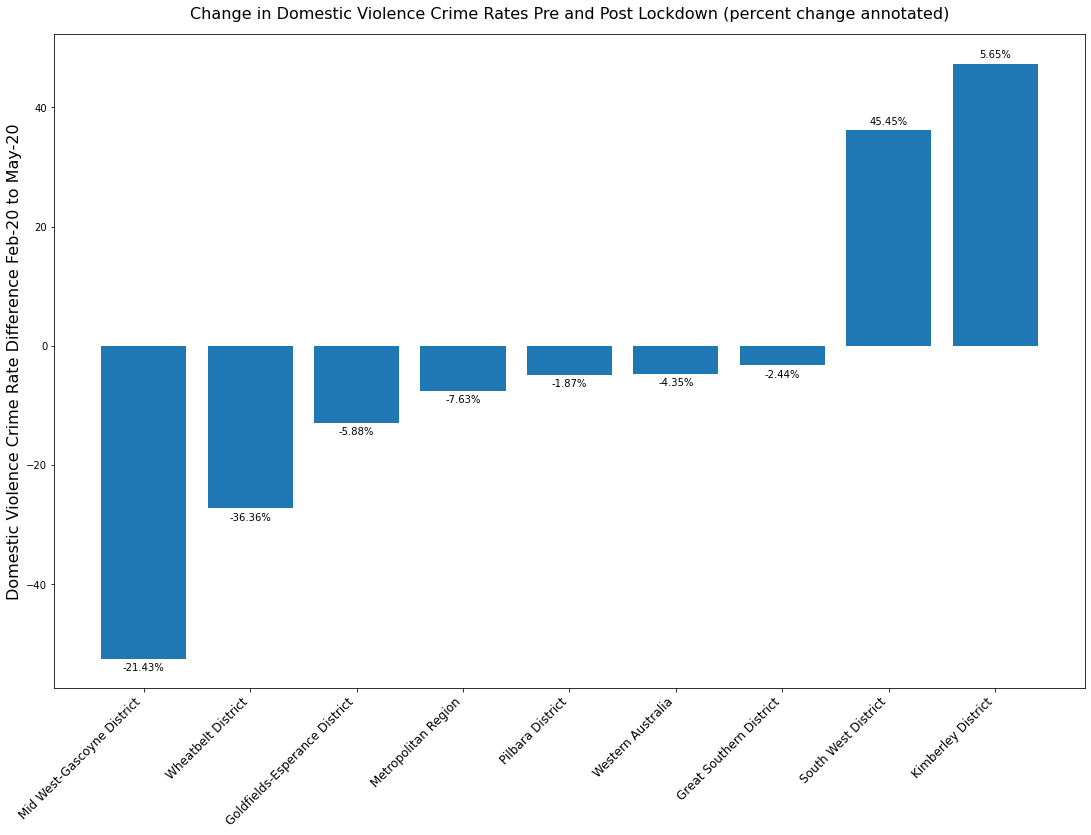 Change in Domestic Violence Crime Rates Pre and Post Lockdown (percent change annotated)
Domestic Violence Crime Rate Difference Feb-20 to May-20
40
20
0
−20
−40
-21.43%
-36.36%
-5.88%
-7.63%
-1.87%
-4.35%
-2.44%
45.45%
5.65%
Mid West-Gascoyne District
Wheatbelt District
Goldfields-Esperance District
Metropolitan Region
Pilbara District
Western Australia
Great Southern District
South West District
Kimberley District